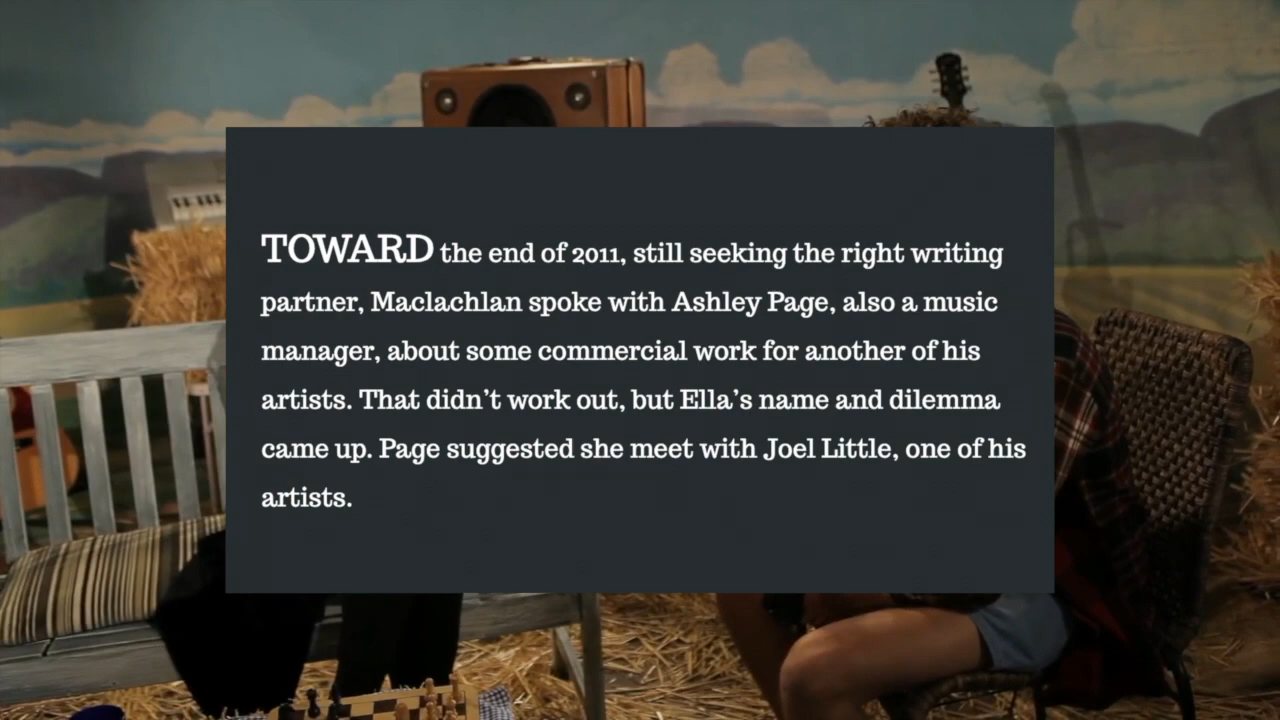 TOWARD the end of 2011, still seeking the right writing
partner, Maclachlan spoke with Ashley Page, also a music
manager, about some commercial work for another of his
artists. That didn’t work out, but Ella’s name and dilemma
came up. Page suggested she meet with Joel Little, one of his
artists.